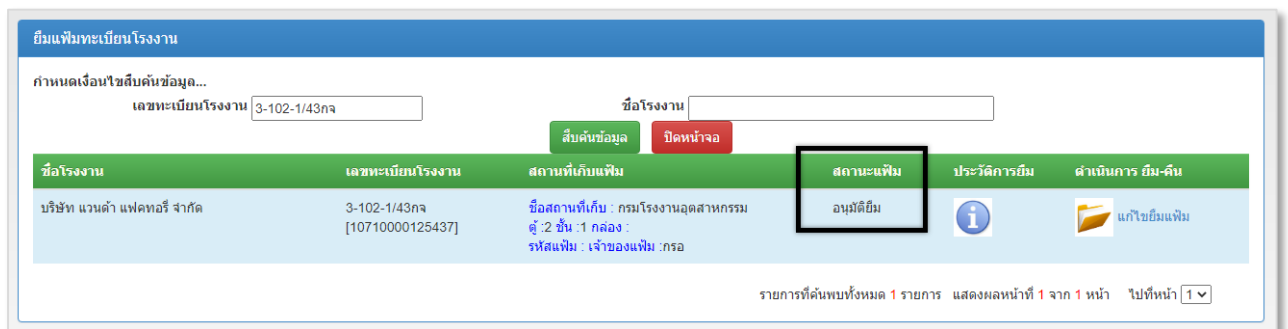 ยืมแฟ้มทะเบียนโรงงาน
กำหนดเงื่อนไขสืบค้นข้อมูล...
เลขทะเบียนโรงงาน 3-102-1/43กจ ชื่อโรงงาน
สืบค้นข้อมูล ปิดหน้าจอ
ชื่อโรงงาน เลขทะเบียนโรงงาน สถานที่เก็บแฟ้ม สถานะแฟ้ม ประวัติการยืม ดำเนินการ ยืม-คืน
บริษัท แวนด้า แฟคทอรี่ จำกัด 3-102-1/43กจ ชื่อสถานที่เก็บ : กรมโรงงานอุตสาหกรรม อนุมัติยืม แก้ไขยืมแฟ้ม
[10710000125437] ตู้ :2 ชั้น :1 กล่อง :
รหัสแฟ้ม : เจ้าของแฟ้ม :กรอ
รายการที่ค้นพบทั้งหมด 1 รายการ แสดงผลหน้าที่ 1 จาก 1 หน้า ไปที่หน้า 1